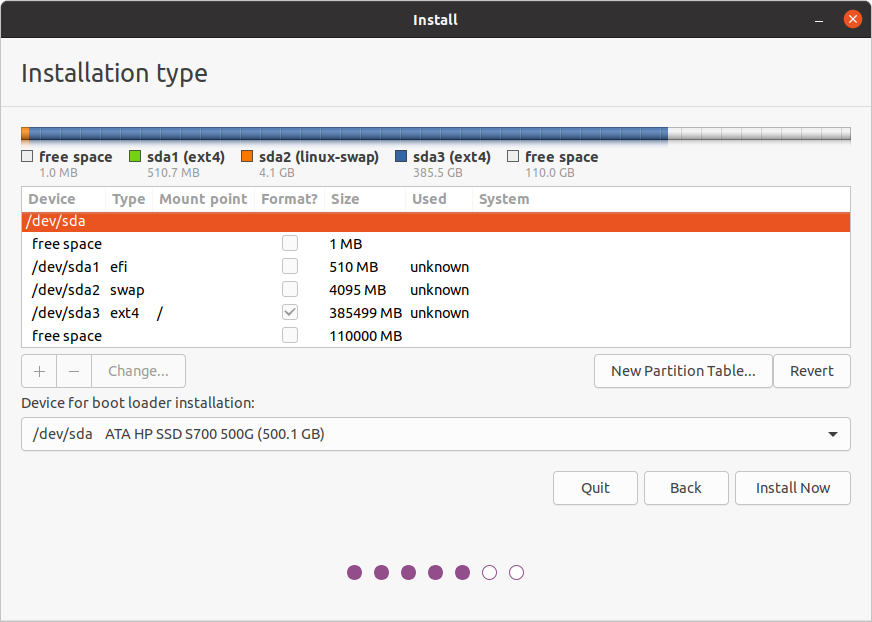 Install
Installation type
free space sda1 (ext4) sda2 (linux-swap) sda3 (ext4) free space
1.0 MB 510.7 MB 4.1 GB 385.5 GB 110.0 GB
Device Type Mount point Format? Size Used System
/dev/sda
free space 1 MB
/dev/sda1 efi 510 MB unknown
/dev/sda2 swap 4095 MB unknown
/dev/sda3 ext4 / 385499 MB unknown
free space 110000 MB
+ − Change... New Partition Table... Revert
Device for boot loader installation:
/dev/sda ATA HP SSD S700 500G (500.1 GB)
Quit Back Install Now